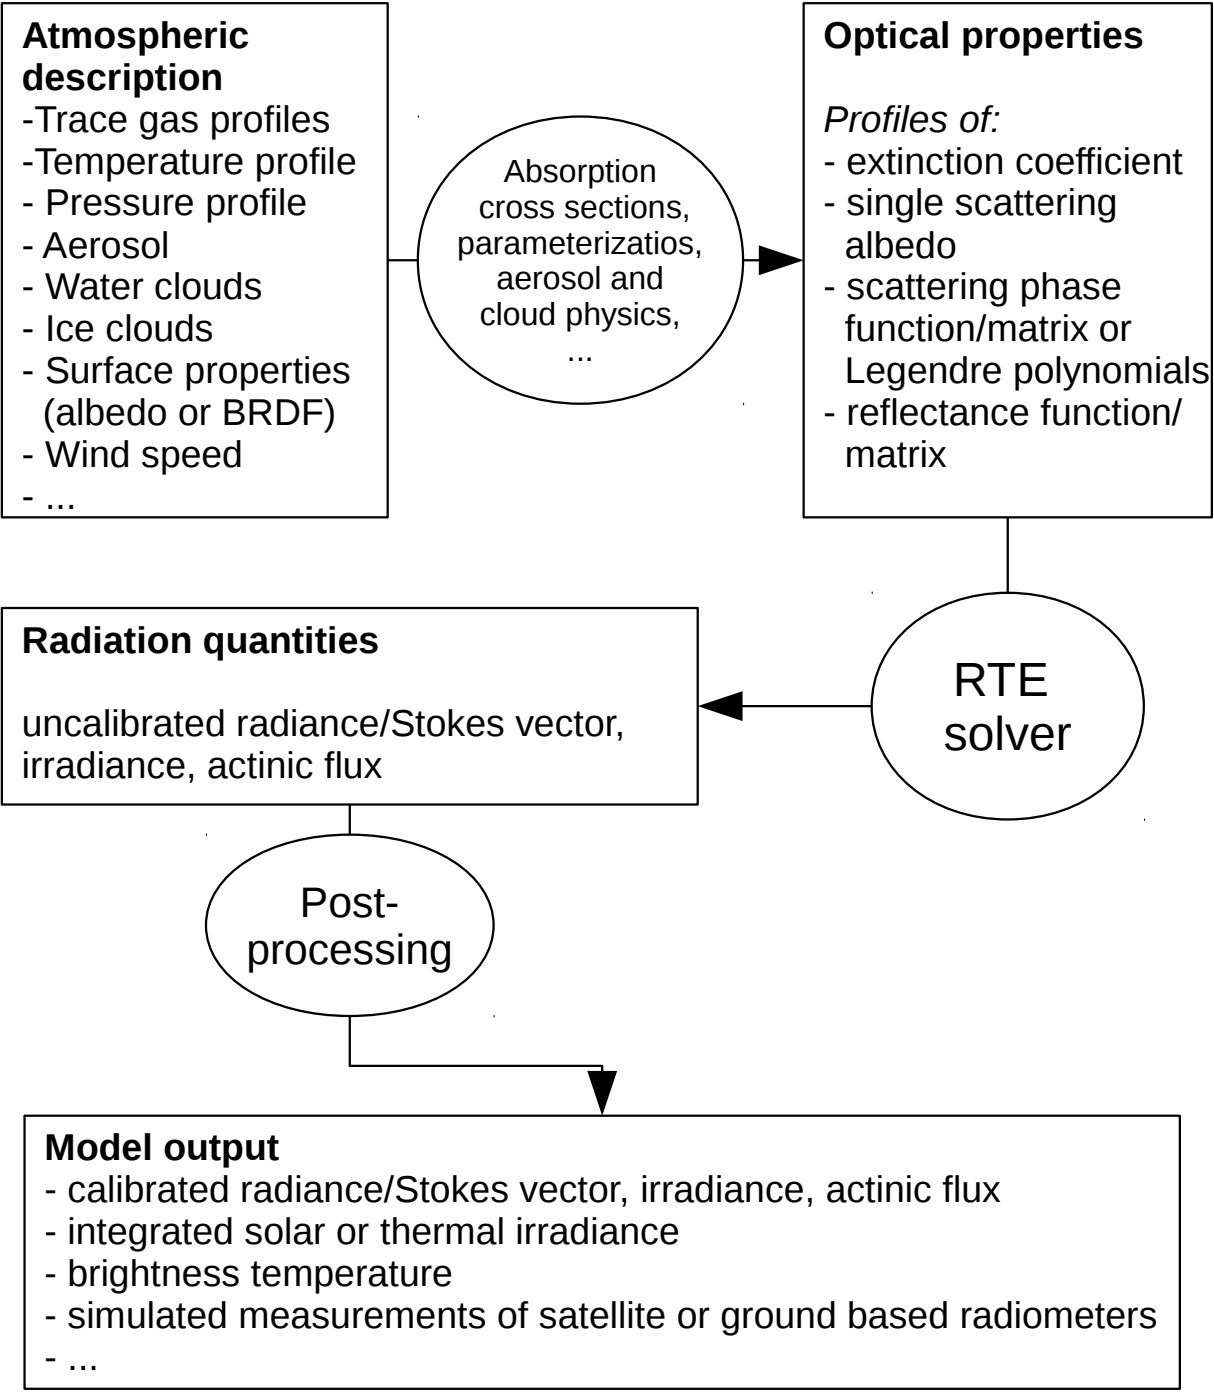 Atmospheric
description
-Trace gas profiles
-Temperature profile
- Pressure profile
- Aerosol
- Water clouds
- Ice clouds
- Surface properties
(albedo or BRDF)
- Wind speed
- ...
Absorption
cross sections,
parameterizatios,
aerosol and
cloud physics,
...
Optical properties
Profiles of:
- extinction coefficient
- single scattering
albedo
- scattering phase
function/matrix or
Legendre polynomials
- reflectance function/
matrix
RTE
solver
Radiation quantities
uncalibrated radiance/Stokes vector,
irradiance, actinic flux
Post-
processing
Model output
- calibrated radiance/Stokes vector, irradiance, actinic flux
- integrated solar or thermal irradiance
- brightness temperature
- simulated measurements of satellite or ground based radiometers
- ...